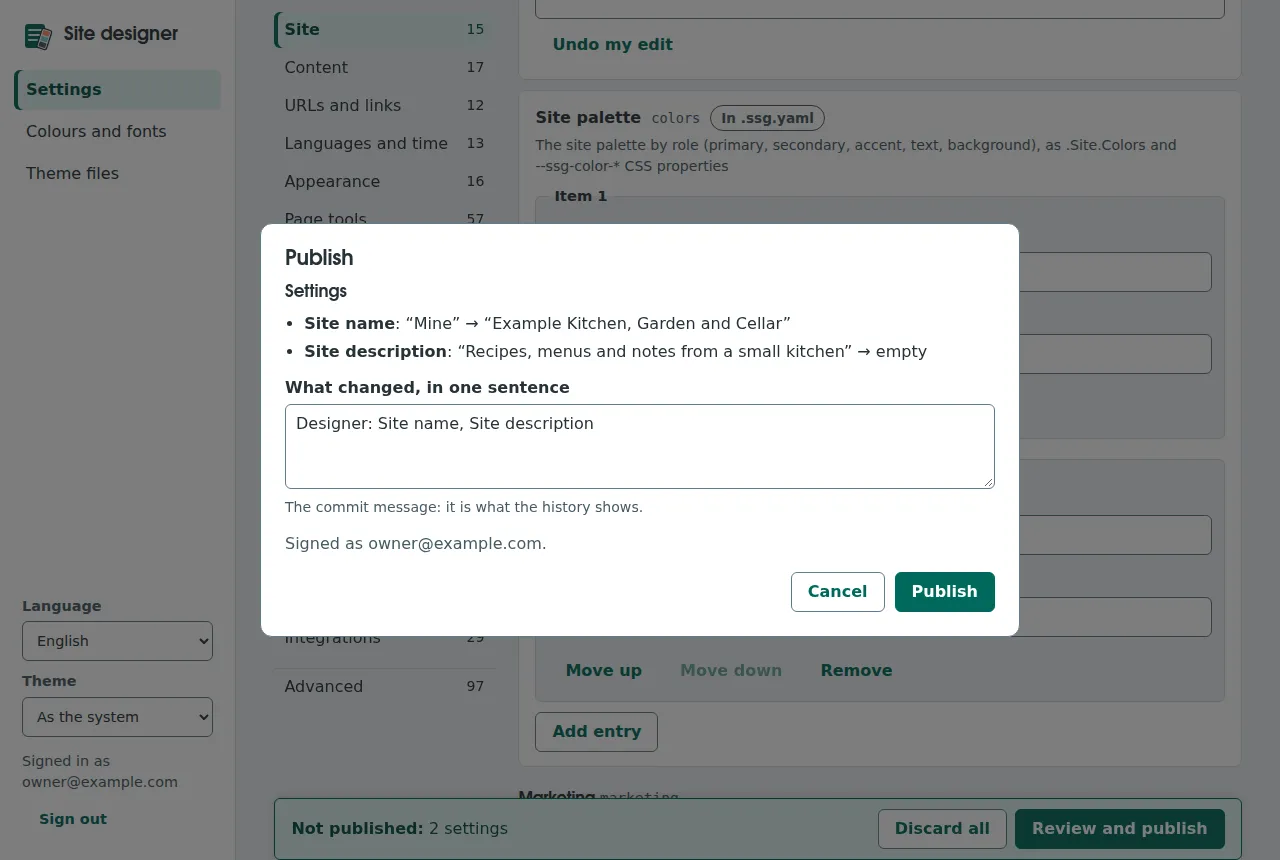 Site designer
Settings
Colours and fonts
Theme files
Language
English
Theme
As the system
Signed in as
owner@example.com
Sign out
Site 15
Content 17
URLs and links 12
Languages and time 13
Appearance 16
Page tools 57
Integrations 29
Advanced 97
Undo my edit
Site palette colors In .ssg.yaml
The site palette by role (primary, secondary, accent, text, background), as .Site.Colors and
--ssg-color-* CSS properties
Item 1
Publish
Settings
• Site name: “Mine” → “Example Kitchen, Garden and Cellar”
• Site description: “Recipes, menus and notes from a small kitchen” → empty
What changed, in one sentence
Designer: Site name, Site description
The commit message: it is what the history shows.
Signed as owner@example.com.
Cancel Publish
Move up Move down Remove
Add entry
Marketing marketing
Not published: 2 settings
Discard all Review and publish